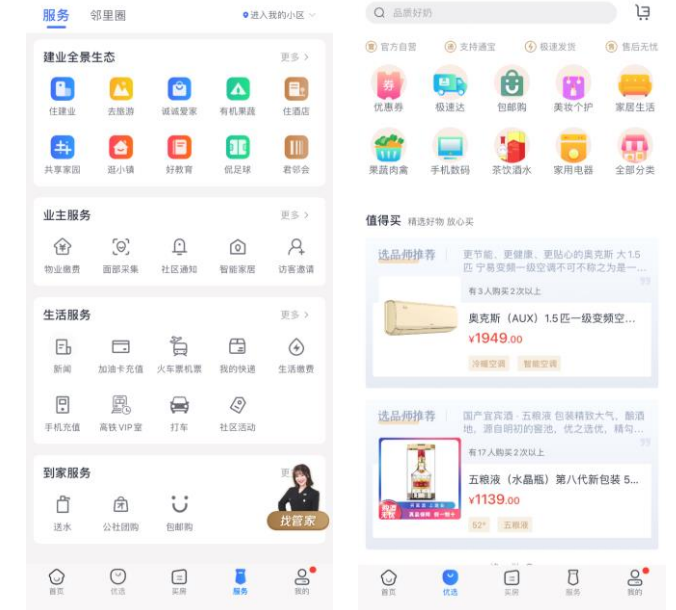 服务 邻里圈 进入我的小区
建业全景生态 更多
住建业 去旅游 诚诚爱家 有机果蔬 住酒店
共享家园 逛小镇 好教育 侃足球 君邻会
业主服务 更多
物业缴费 面部采集 社区通知 智能家居 访客邀请
生活服务 更多
新闻 加油卡充值 火车票机票 我的快递 生活缴费
手机充值 高铁VIP室 打车 社区活动
到家服务 更
送水 公社团购 包邮购
找管家
首页 优选 买房 服务 我的
品质好奶
官方自营 支持通宝 极速发货 售后无忧
券
优惠券 极速达 包邮购 美妆个护 家居生活
果蔬肉禽 手机数码 茶饮酒水 家用电器 全部分类
值得买 精选好物 放心买
选品师推荐 更节能、更健康、更贴心的奥克斯 大1.5
匹 宁易变频一级空调不可不称之为是一...
有3人购买2次以上
奥克斯（AUX）1.5匹一级变频空...
¥1949.00
冷暖空调 智能空调
选品师推荐 国产宜宾酒·五粮液 包装精致大气，酿酒
地，源自明初的窖池，优之选优，精勾...
有17人购买2次以上
五粮液（水晶瓶）第八代新包装 5...
¥1139.00
52° 五粮液
首页 优选 买房 服务 我的